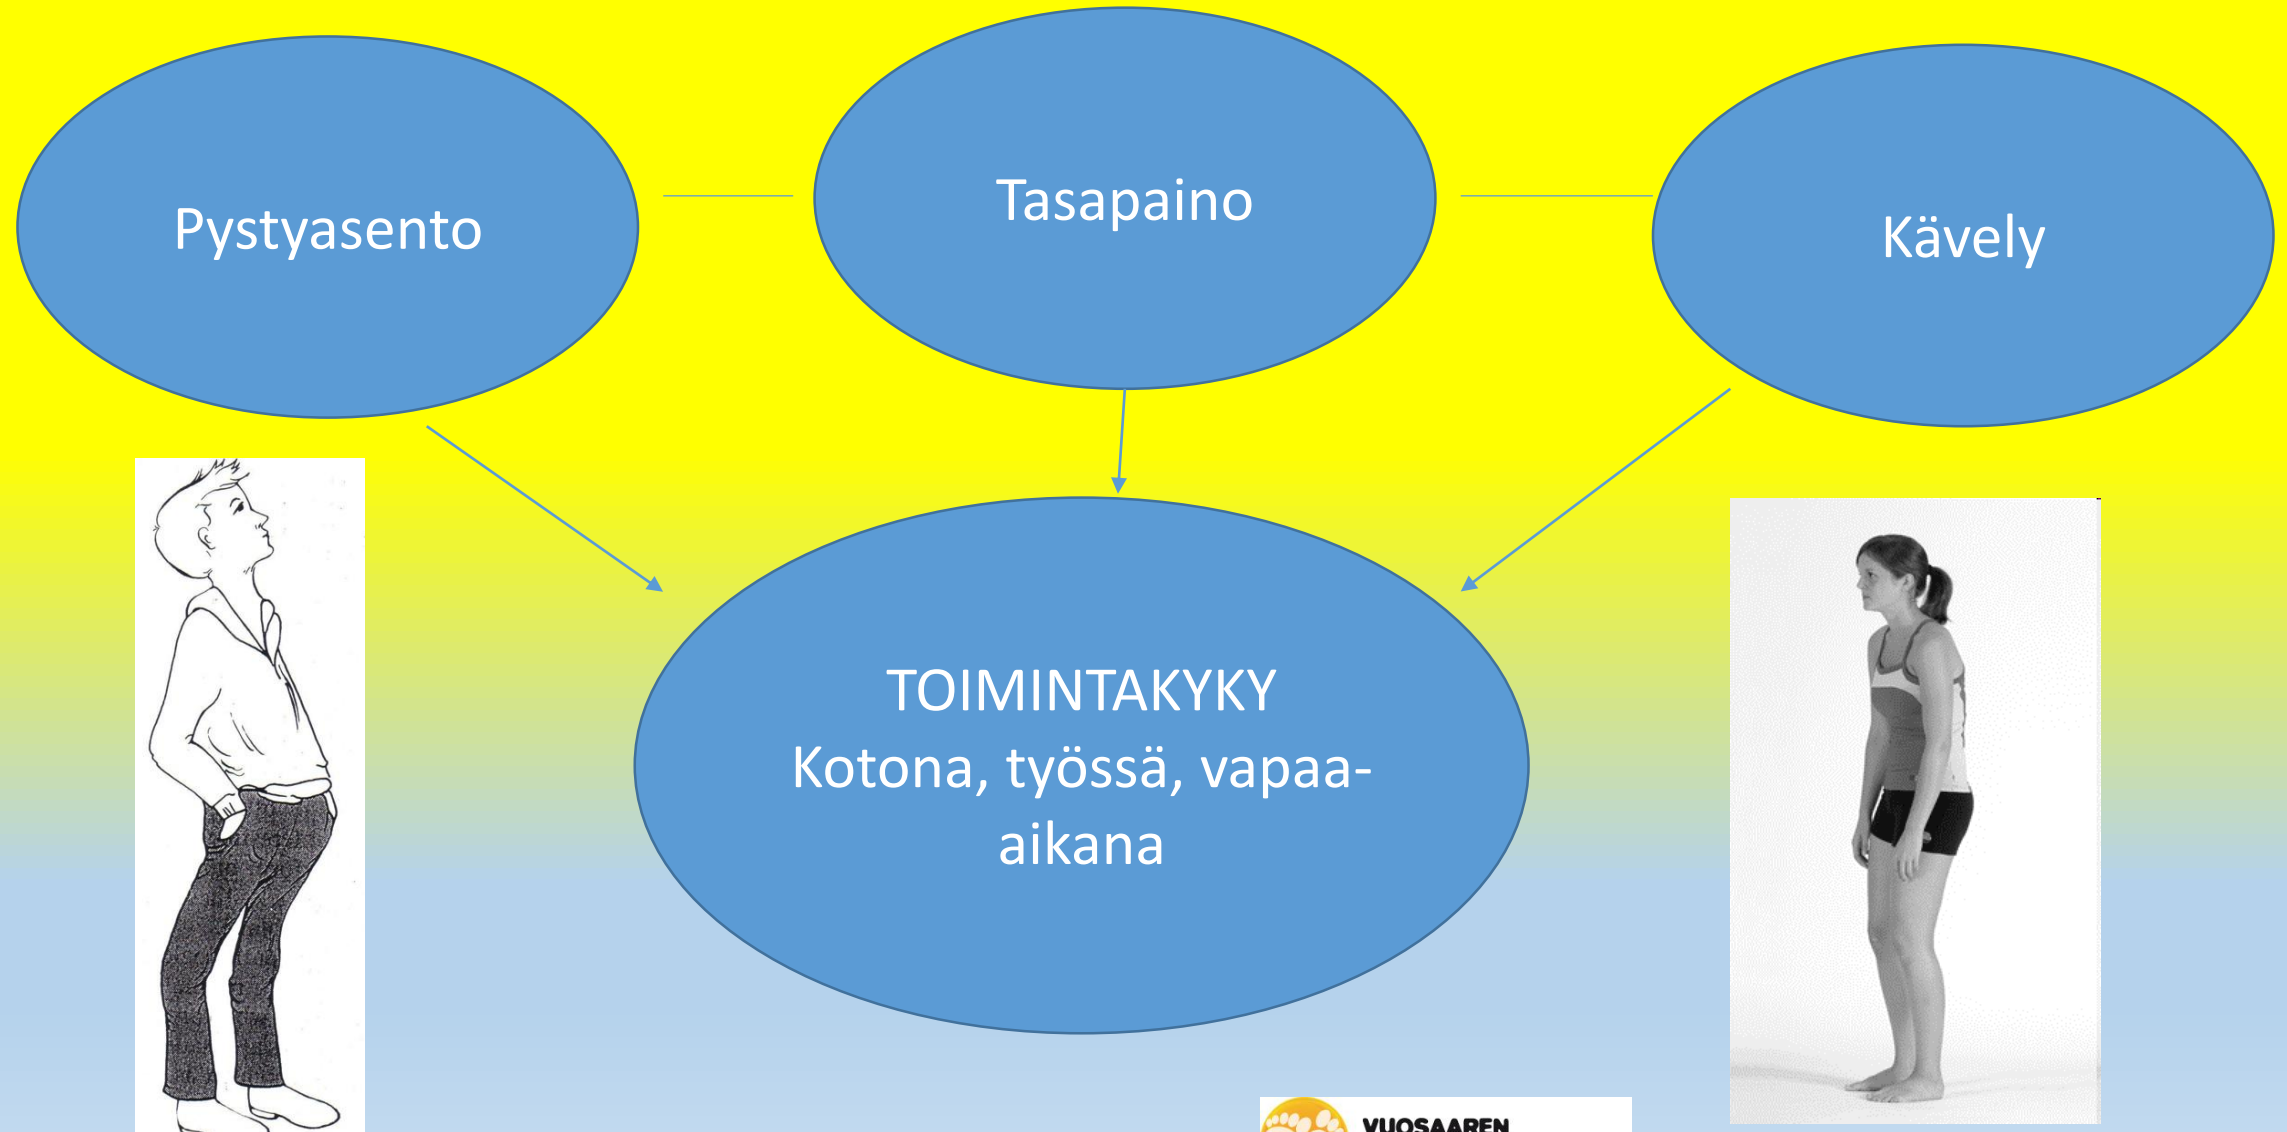 Pystyasento
Tasapaino
Kävely
TOIMINTAKYKY
Kotona, työssä, vapaa-
aikana
VUOSAAREN